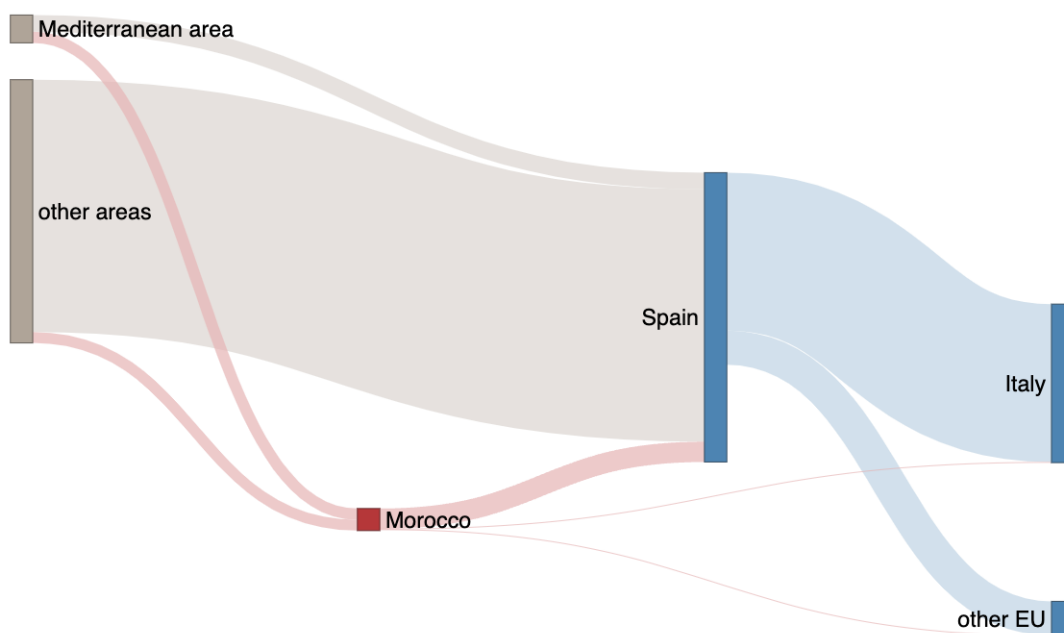 Mediterranean area
other areas
Spain
Italy
Morocco
other EU